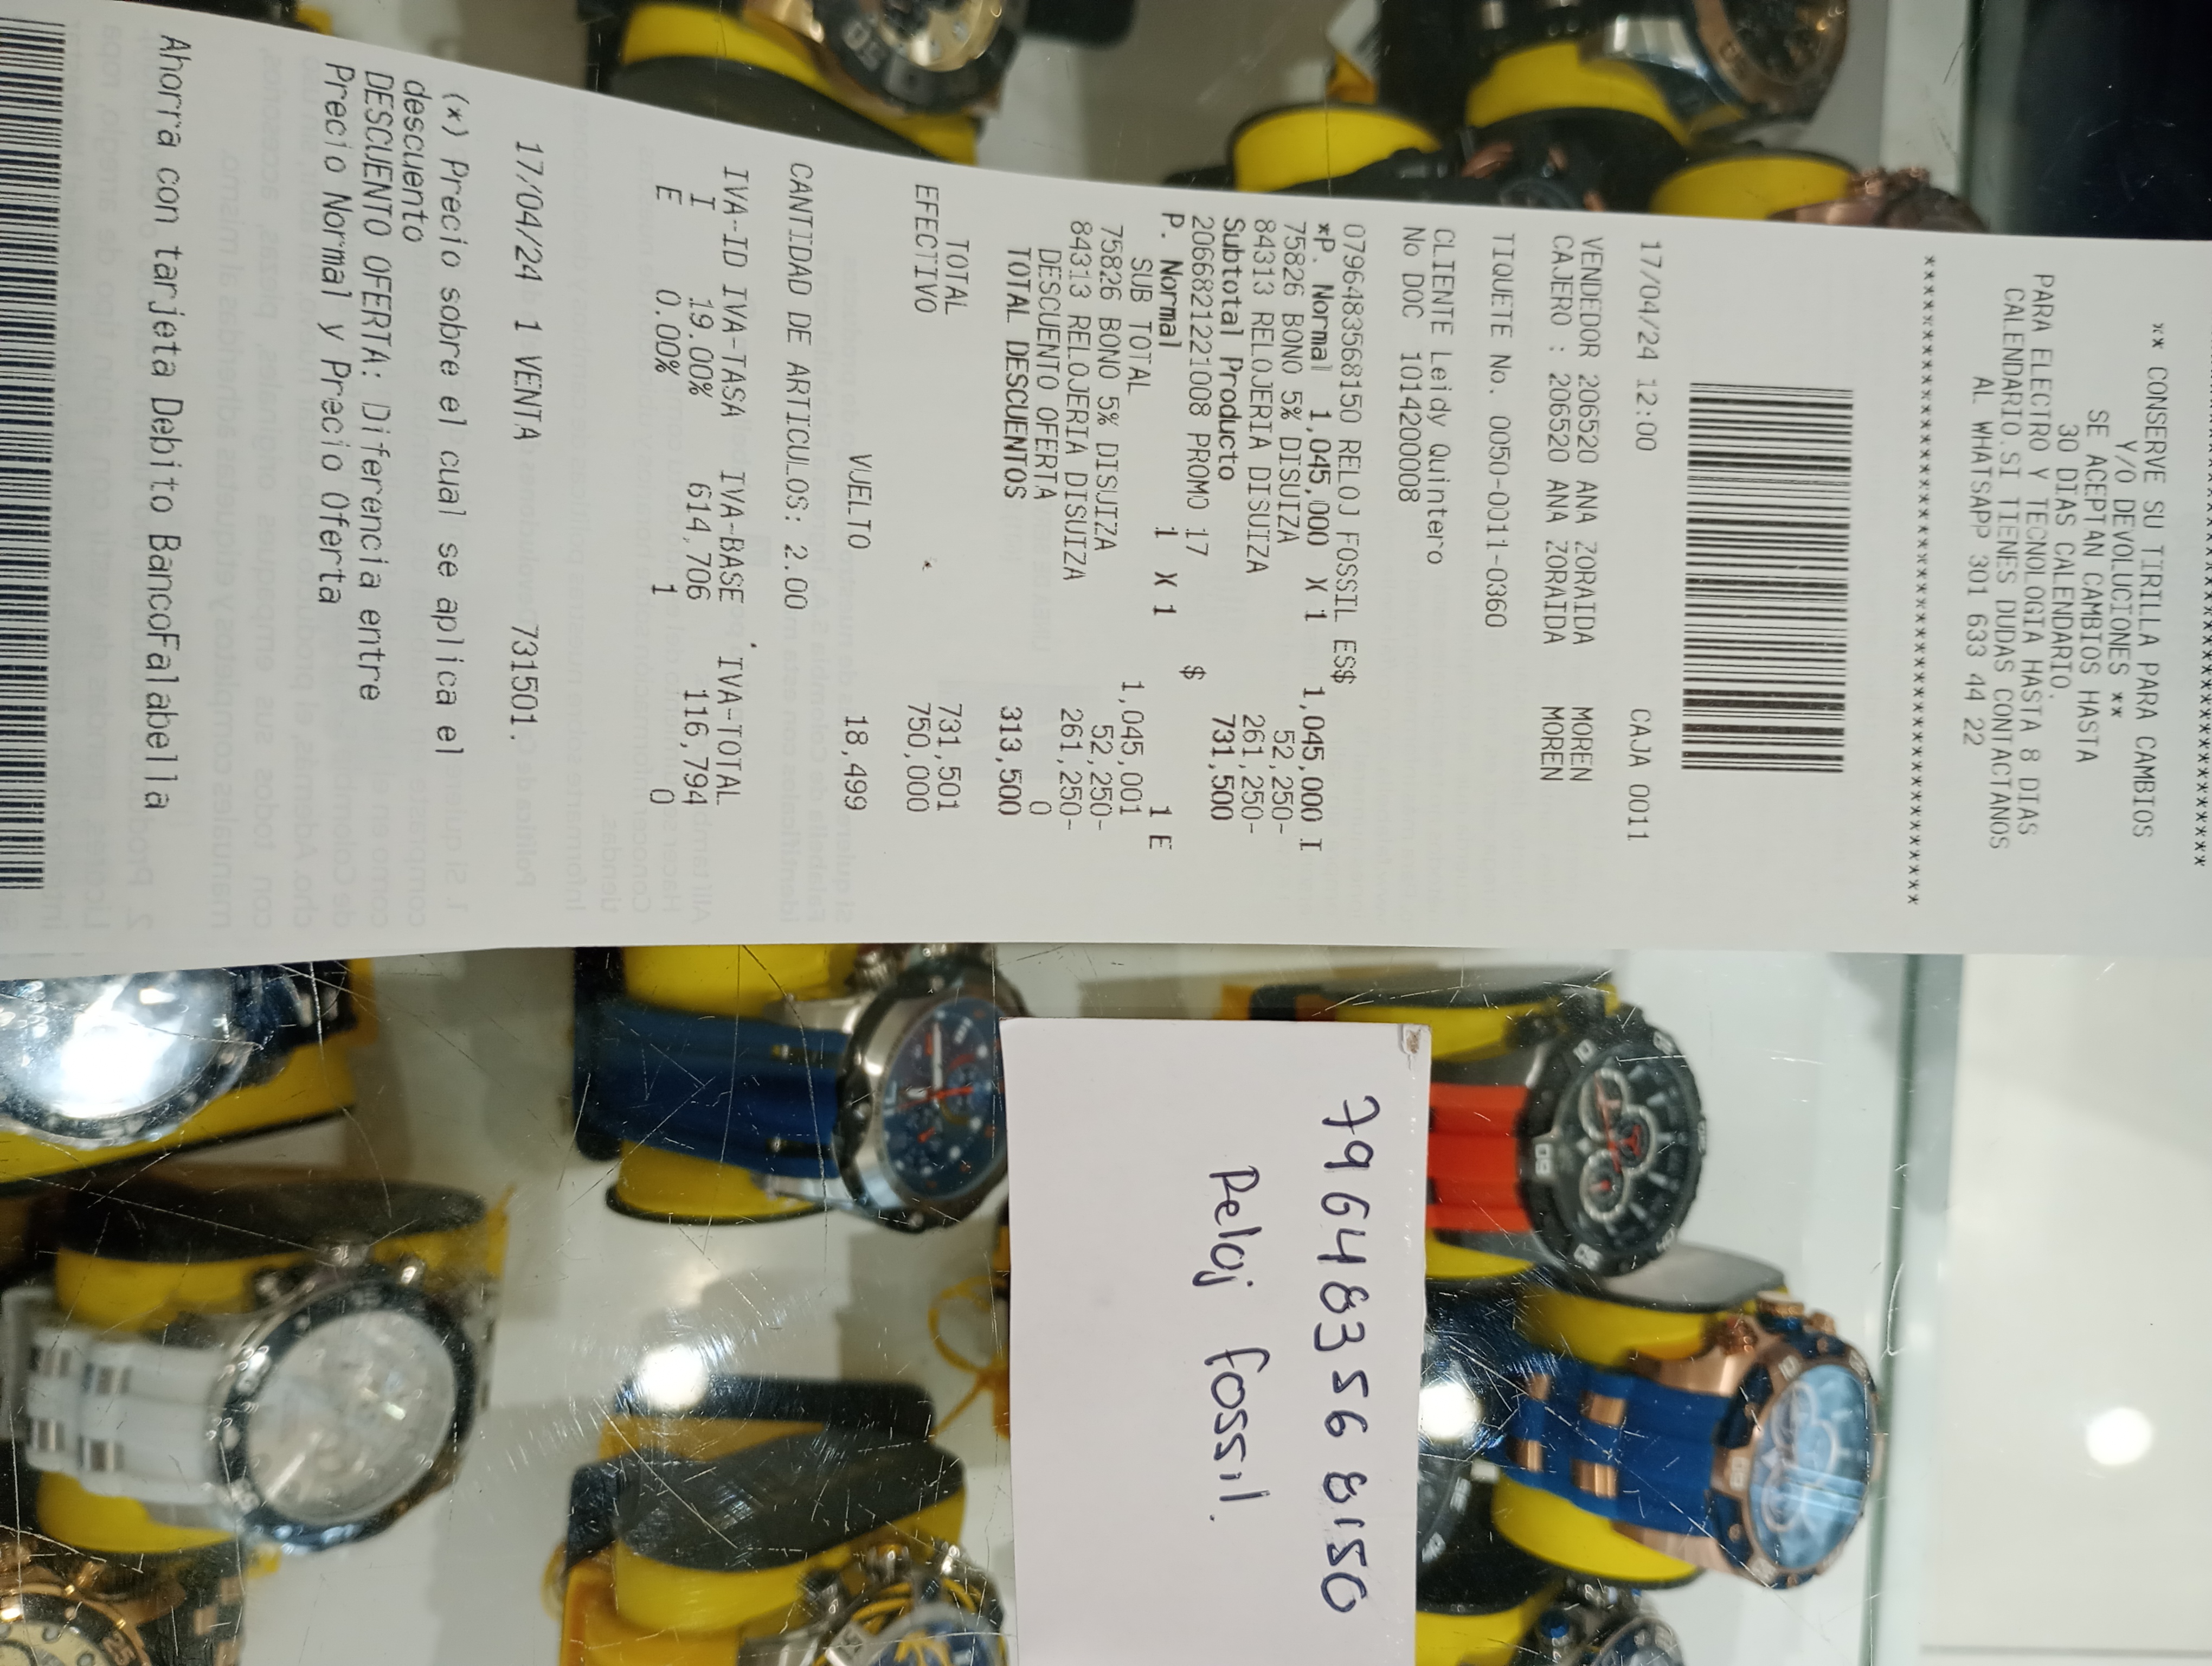 ** CONSERVE SU TIRILLA PARA CAMBIOS
Y/O DEVOLUCIONES **
SE ACEPTAN CAMBIOS HASTA
30 DIAS CALENDARIO.
PARA ELECTRO Y TECNOLOGIA HASTA 8 DIAS
CALENDARIO.SI TIENES DUDAS CONTACTANOS
AL WHATSAPP 301 633 44 22
****************************************
17/04/24 12:00 CAJA 0011
VENDEDOR 206520 ANA ZORAIDA MOREN
CAJERO : 206520 ANA ZORAIDA MOREN
TIQUETE No. 0050-0011-0360
CLIENTE Leidy Quintero
No DOC 1014200008
0796483568150 RELOJ FOSSIL ES$
*P. Normal 1,045,000 X 1 1,045,000 I
75826 BONO 5% DISUIZA 52,250-
84313 RELOJERIA DISUIZA 261,250-
Subtotal Producto 731,500
2066821221008 PROMO 17 $
P. Normal 1 X 1 1 E
SUB TOTAL 1,045,001
75826 BONO 5% DISUIZA 52,250-
84313 RELOJERIA DISUIZA 261,250-
DESCUENTO OFERTA 0
TOTAL DESCUENTOS 313,500
TOTAL 731,501
EFECTIVO 750,000
VUELTO 18,499
CANTIDAD DE ARTICULOS: 2.00
IVA-ID IVA-TASA IVA-BASE IVA-TOTAL
I 19.00% 614,706 116,794
E 0.00% 1 0
17/04/24 1 VENTA 731501.
(*) Precio sobre el cual se aplica el
descuento
DESCUENTO OFERTA: Diferencia entre
Precio Normal y Precio Oferta
Ahorra con tarjeta Debito BancoFalabella
796483568150
Reloj fossil.